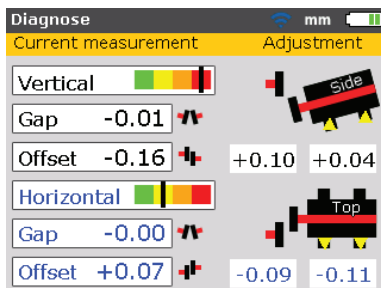 Diagnose mm
Current measurement Adjustment
Vertical
Gap -0.01
Side
Offset -0.16 +0.10 +0.04
Horizontal
Top
Gap -0.00
Offset +0.07 -0.09 -0.11